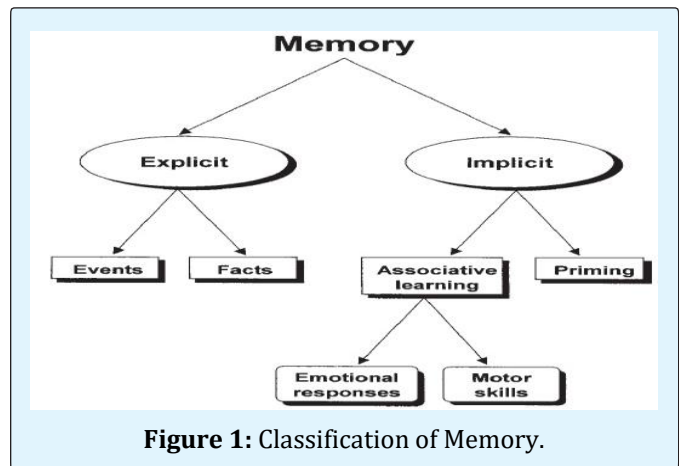 Memory
Explicit
Implicit
Events
Facts
Associative
learning
Priming
Emotional
responses
Motor
skills
Figure 1: Classification of Memory.